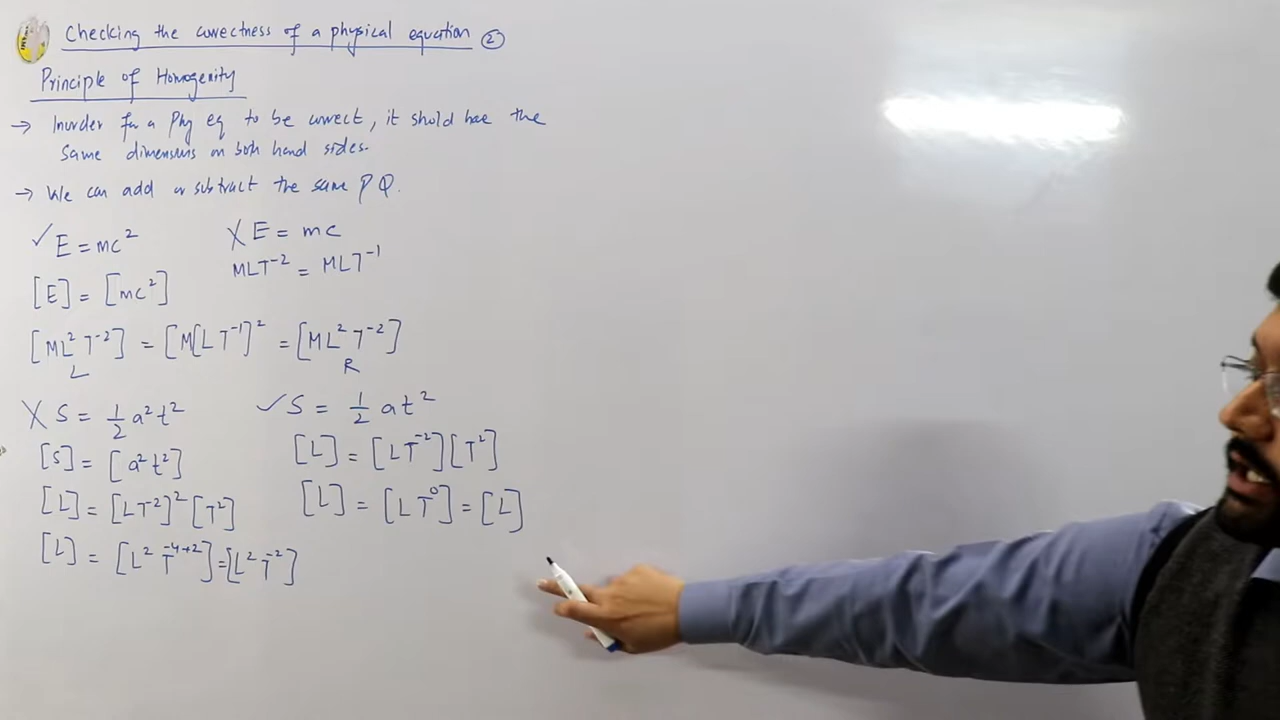 Checking the correctness of a physical equation ②
Principle of Homogenity
→ Inorder for a Phy eq to be correct, it shold hae the
same dimensions on both hand sides.
→ We can add or subtract the same P Q.
✓ E = mc²
X E = mc
MLT⁻² = MLT⁻¹
[E] = [mc²]
[ML²T⁻²] = [M[LT⁻¹]² = [ML²T⁻²]
L R
X S = ½ a²t²
[S] = [a²t²]
[L] = [LT⁻²]² [T²]
[L] = [L² T⁻⁴⁺²] = [L² T⁻²]
✓ S = ½ at²
[L] = [LT⁻²][T²]
[L] = [LT⁰] = [L]